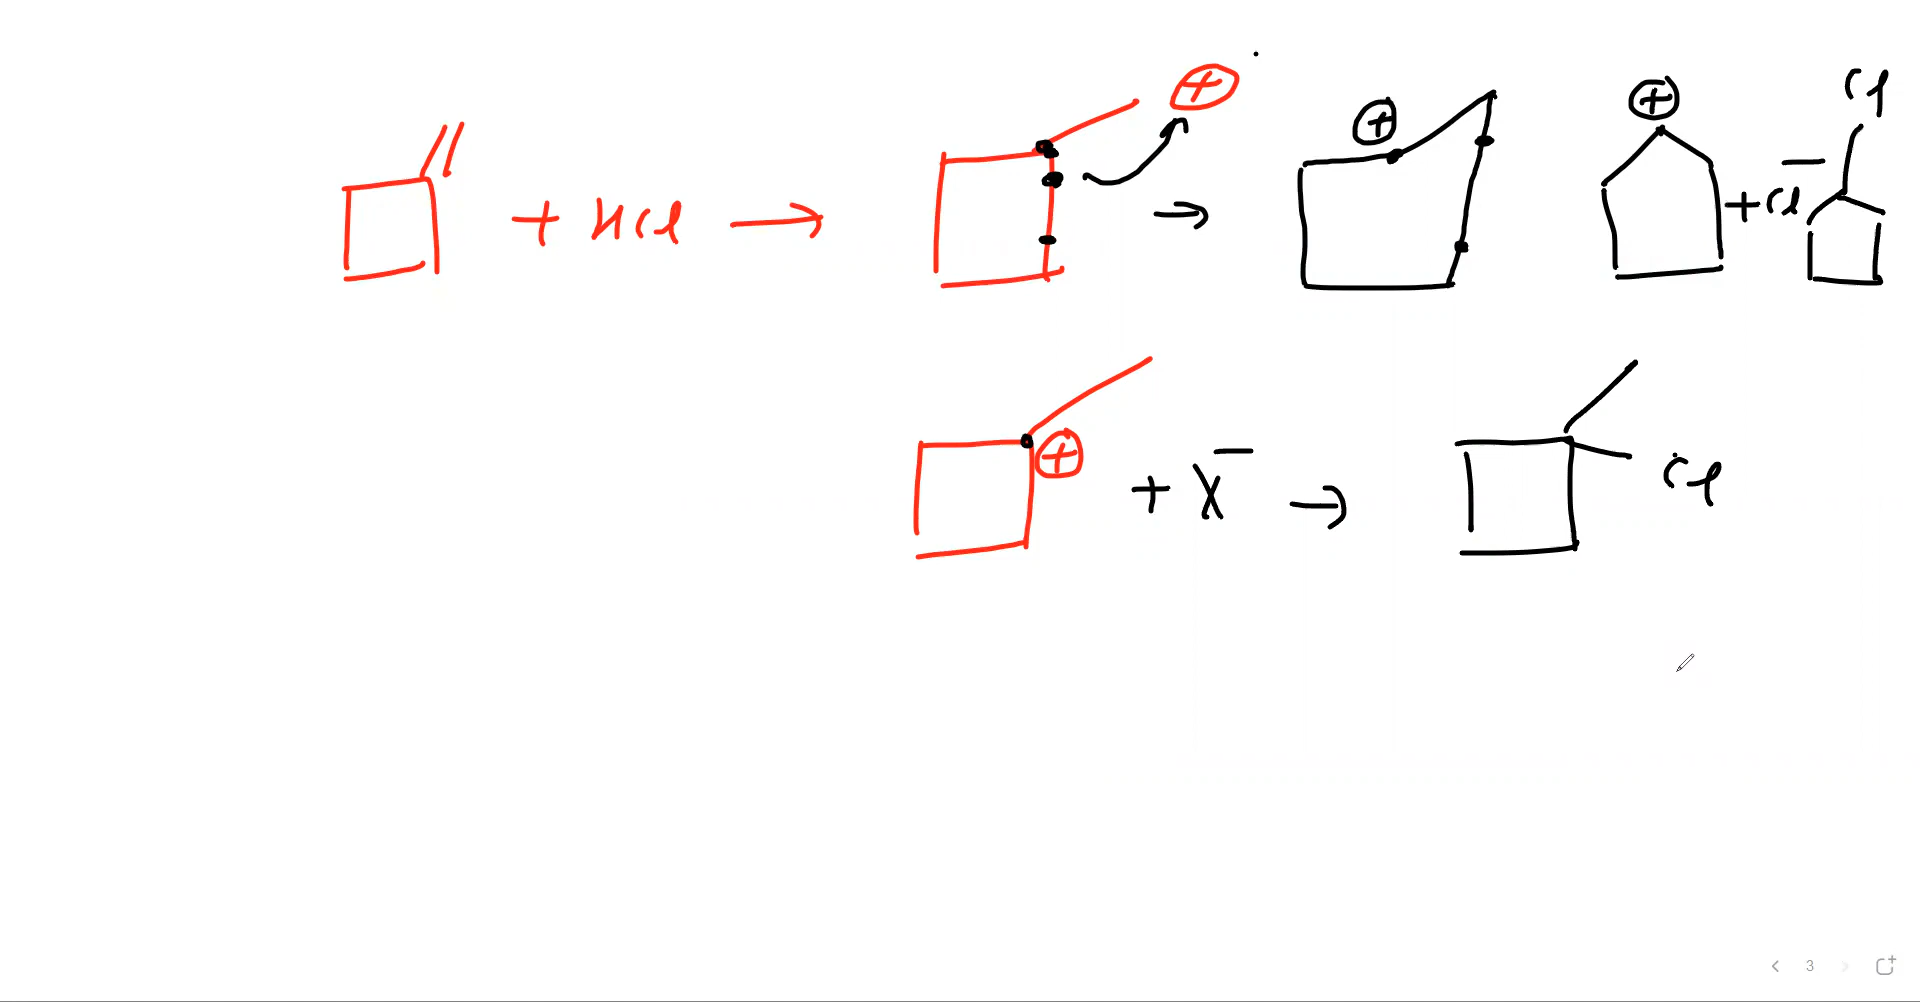 ⊕ ⊕ ⊕ Cl
+ HCl → → + Cl⁻
⊕ + X⁻ → Cl
3